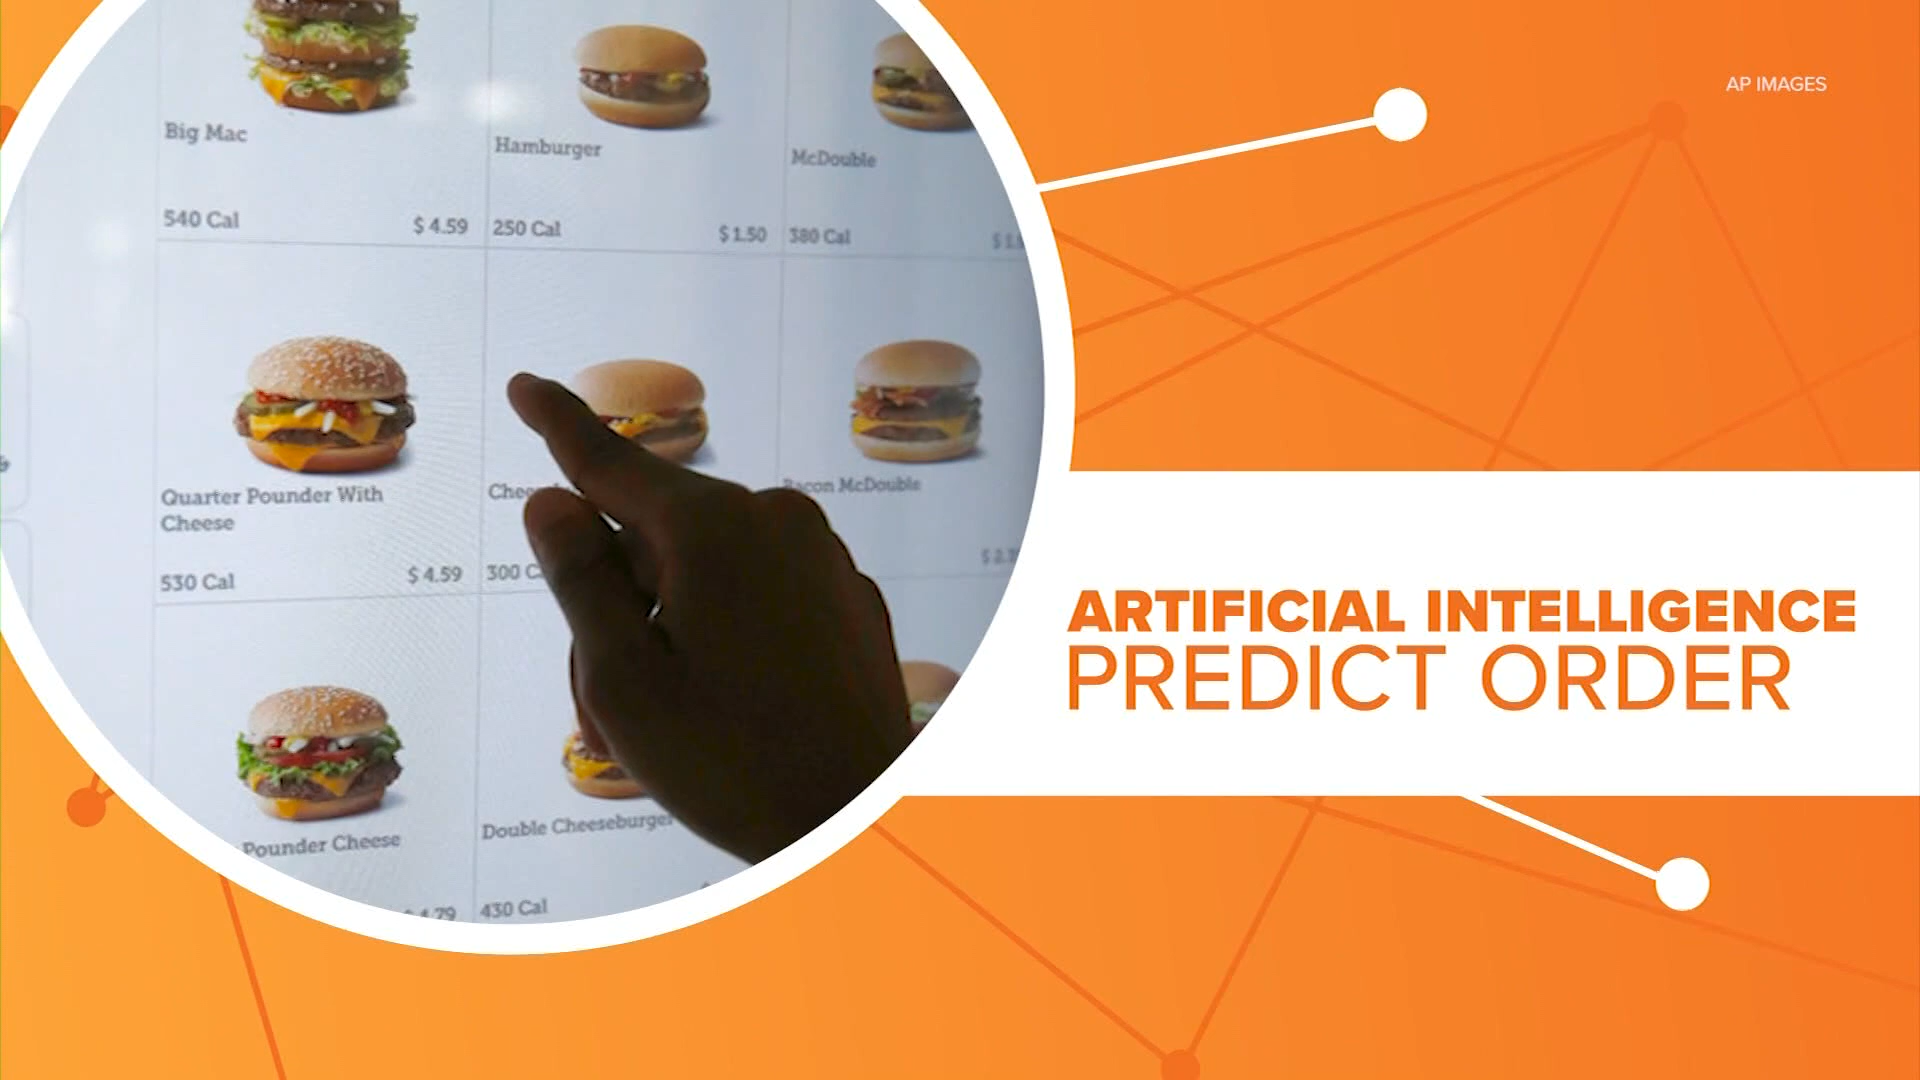 AP IMAGES
Big Mac
Hamburger
McDouble
540 Cal
$ 4.59
250 Cal
$ 1.50
380 Cal
Quarter Pounder With
Cheese
Bacon McDouble
530 Cal
$ 4.59
300
Pounder Cheese
Double Cheeseburger
430 Cal
ARTIFICIAL INTELLIGENCE
PREDICT ORDER